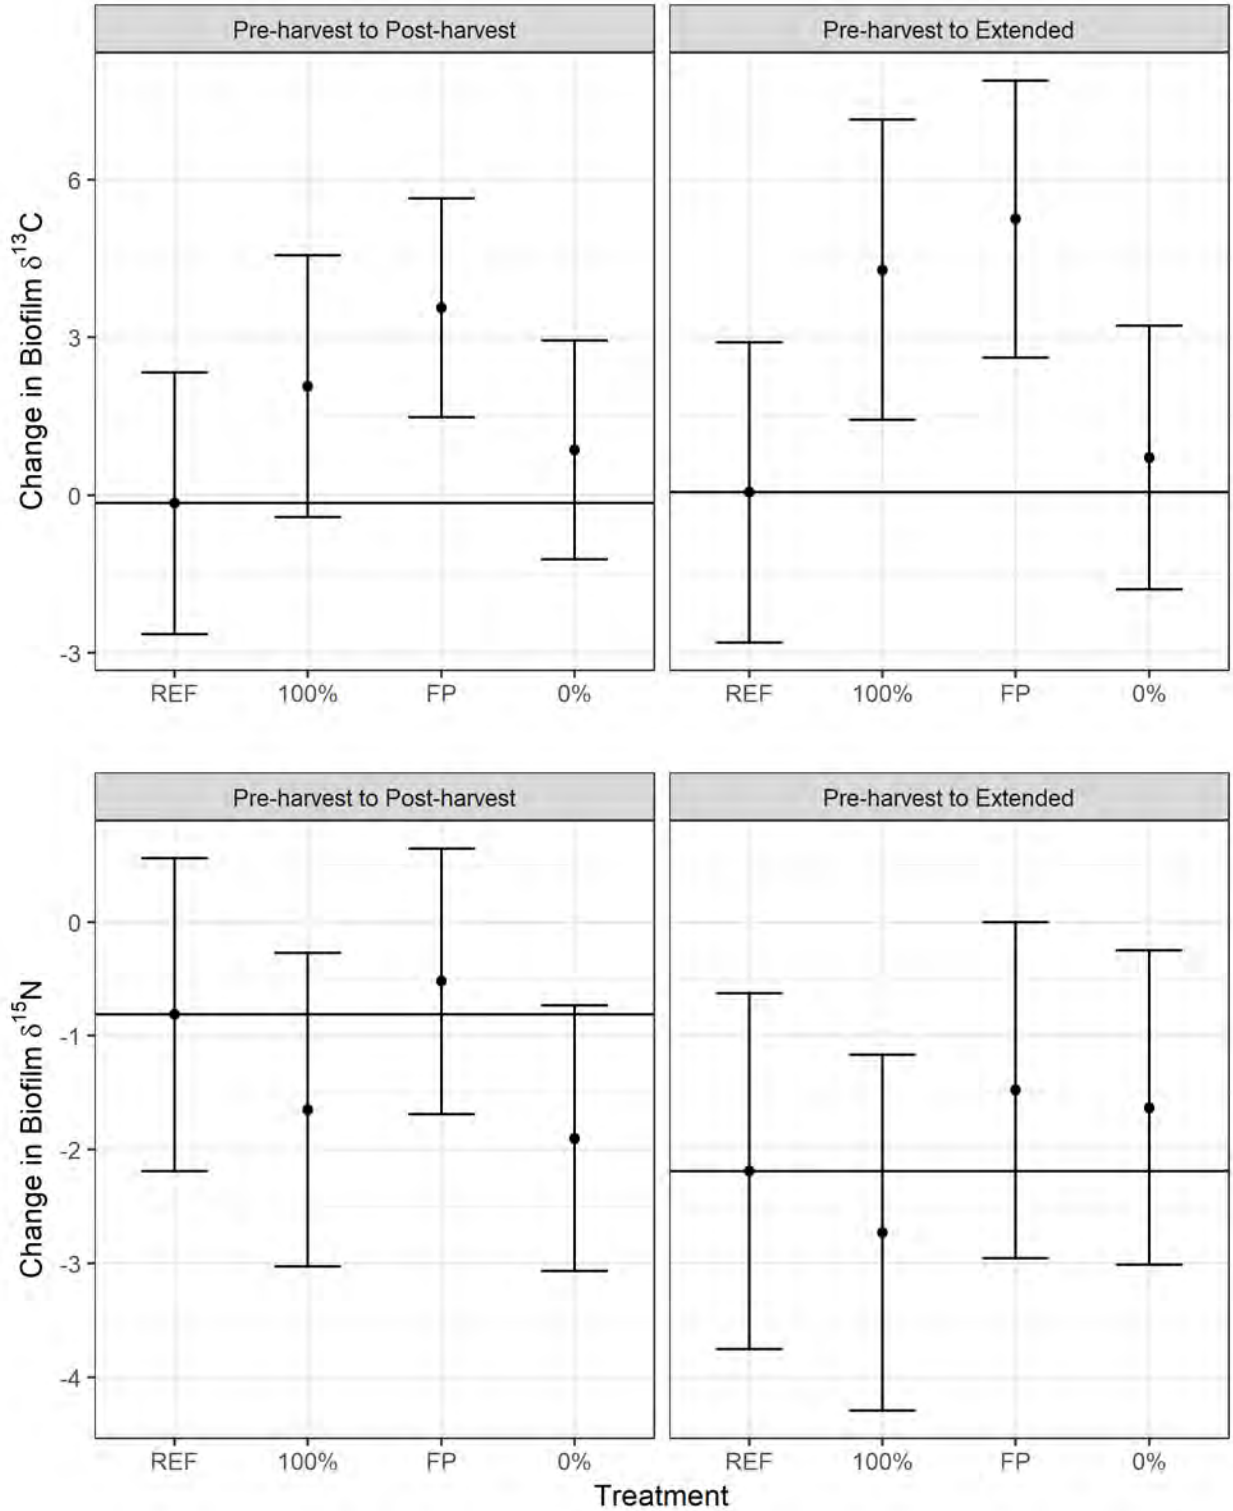 Pre-harvest to Post-harvest
Pre-harvest to Extended
Change in Biofilm δ¹³C
6
3
0
-3
REF 100% FP 0%
REF 100% FP 0%
Pre-harvest to Post-harvest
Pre-harvest to Extended
Change in Biofilm δ¹⁵N
0
-1
-2
-3
-4
REF 100% FP 0%
REF 100% FP 0%
Treatment